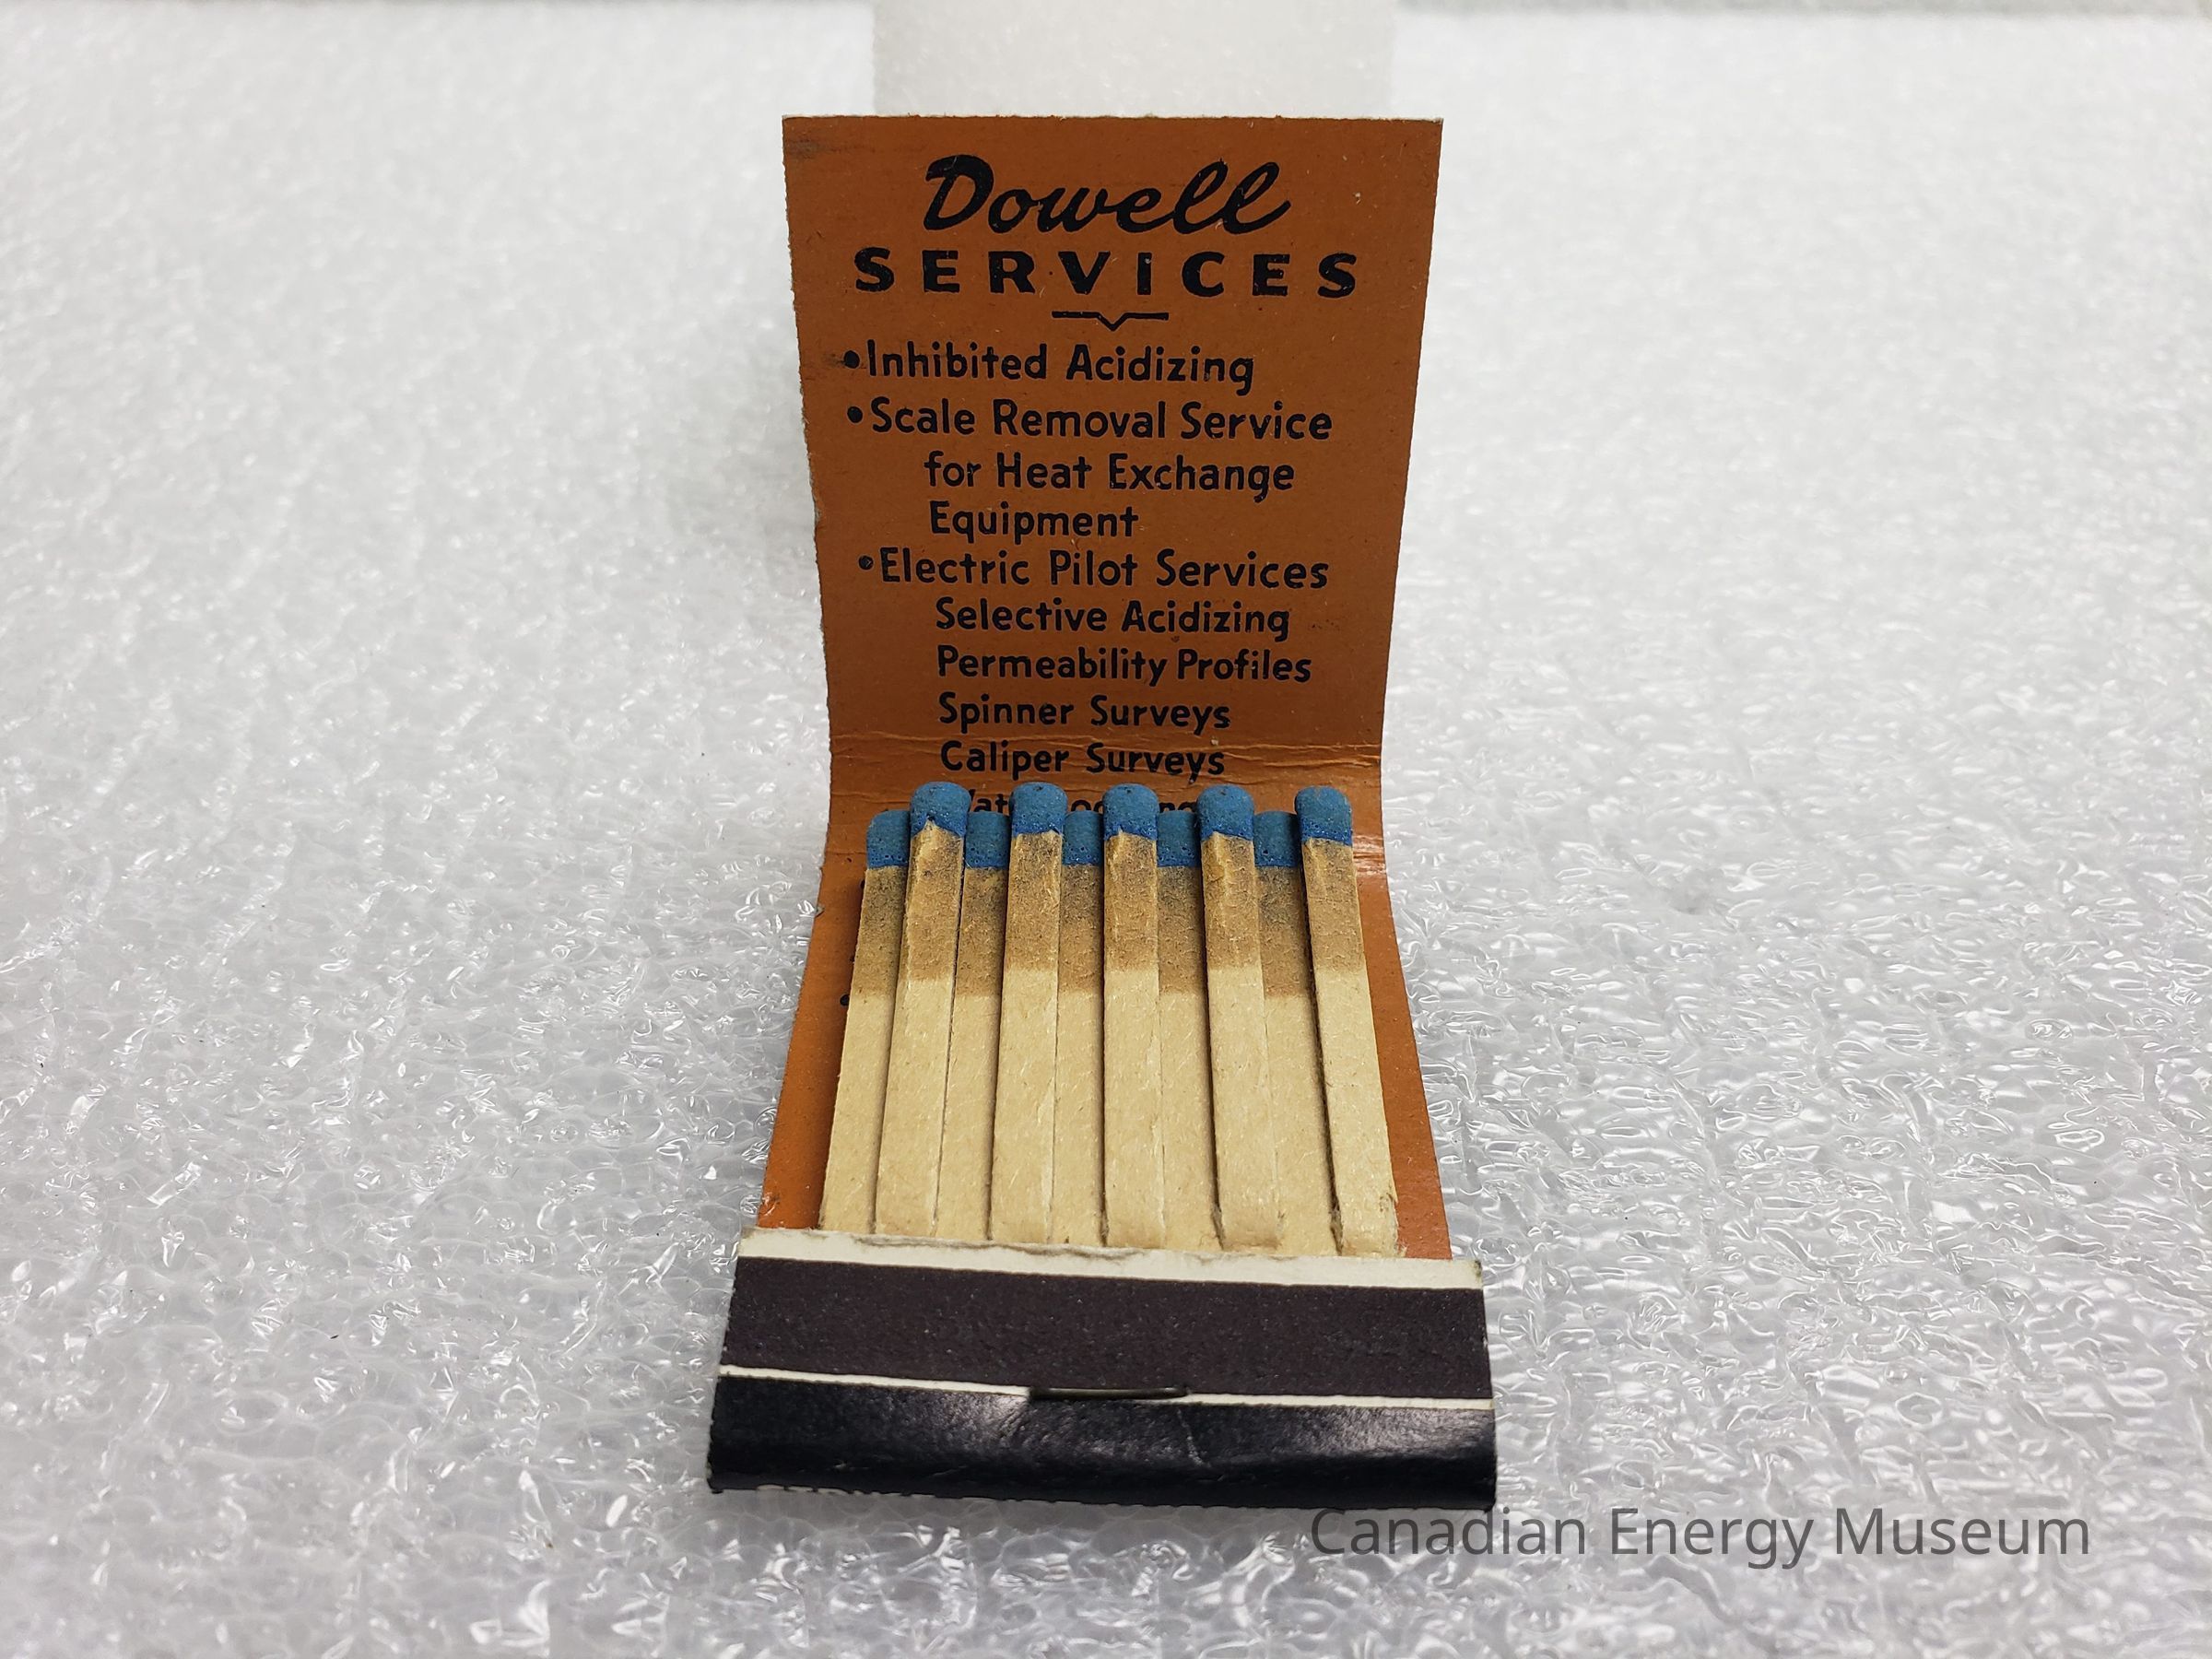 Dowell
SERVICES
•Inhibited Acidizing
•Scale Removal Service
for Heat Exchange
Equipment
•Electric Pilot Services
Selective Acidizing
Permeability Profiles
Spinner Surveys
Caliper Surveys
Canadian Energy Museum